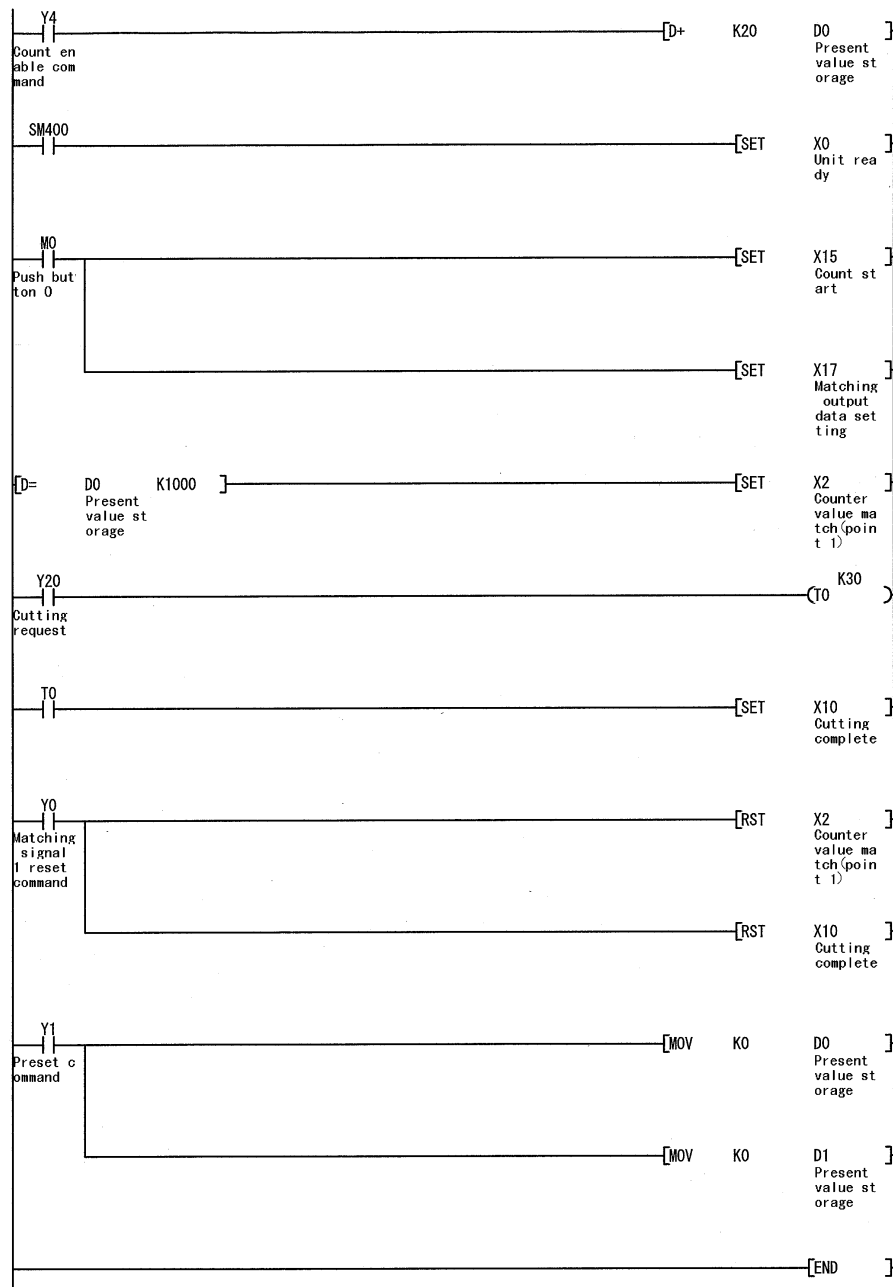 Y4
[D+ K20 D0 ]
Count en
able com
mand
Present
value st
orage
SM400
[SET X0 ]
Unit rea
dy
M0
[SET X15 ]
Push but
ton 0
Count st
art
[SET X17 ]
Matching
output
data set
ting
[D= D0 K1000 ]
[SET X2 ]
Present
value st
orage
Counter
value ma
tch(poin
t 1)
Y20
K30
(T0 )
Cutting
request
T0
[SET X10 ]
Cutting
complete
Y0
[RST X2 ]
Matching
signal
1 reset
command
Counter
value ma
tch(poin
t 1)
[RST X10 ]
Cutting
complete
Y1
[MOV K0 D0 ]
Preset c
ommand
Present
value st
orage
[MOV K0 D1 ]
Present
value st
orage
[END ]